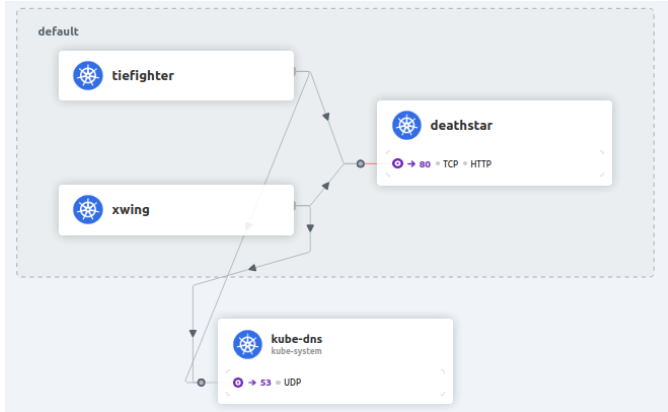 default
tiefighter
deathstar
→ 80 TCP HTTP
xwing
kube-dns
kube-system
→ 53 UDP